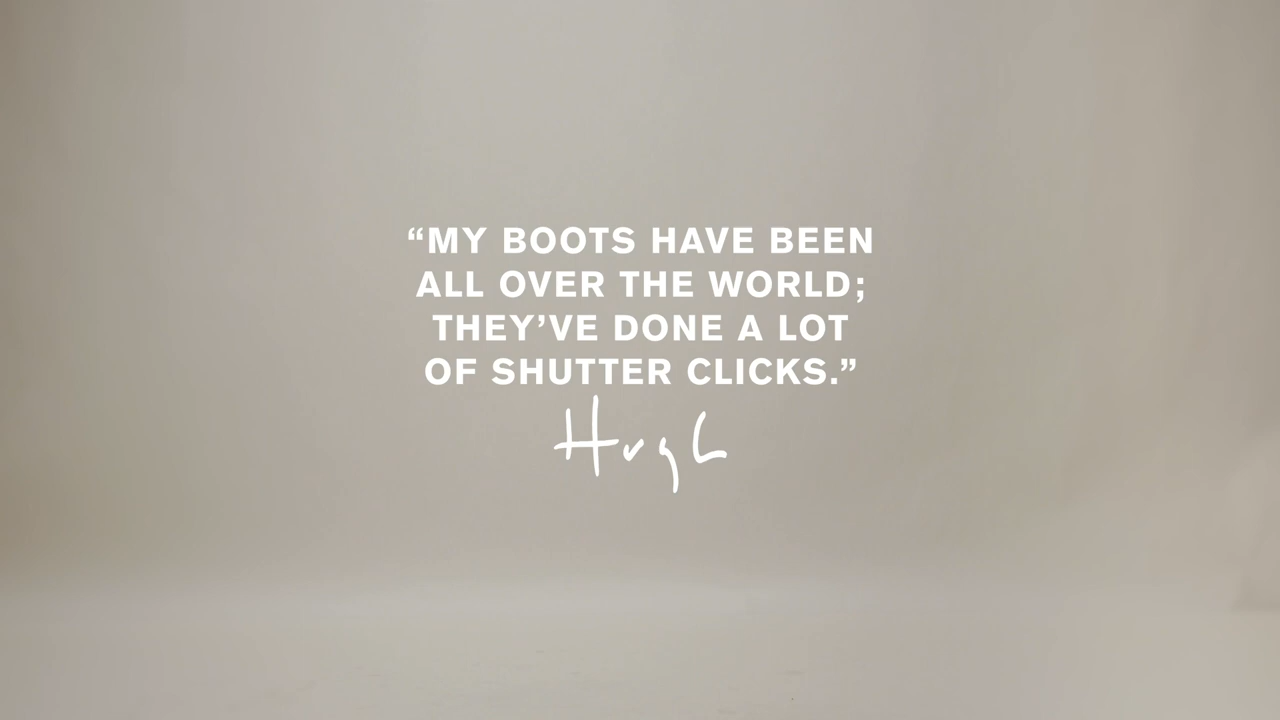 “MY BOOTS HAVE BEEN
ALL OVER THE WORLD;
THEY’VE DONE A LOT
OF SHUTTER CLICKS.”
Hugh